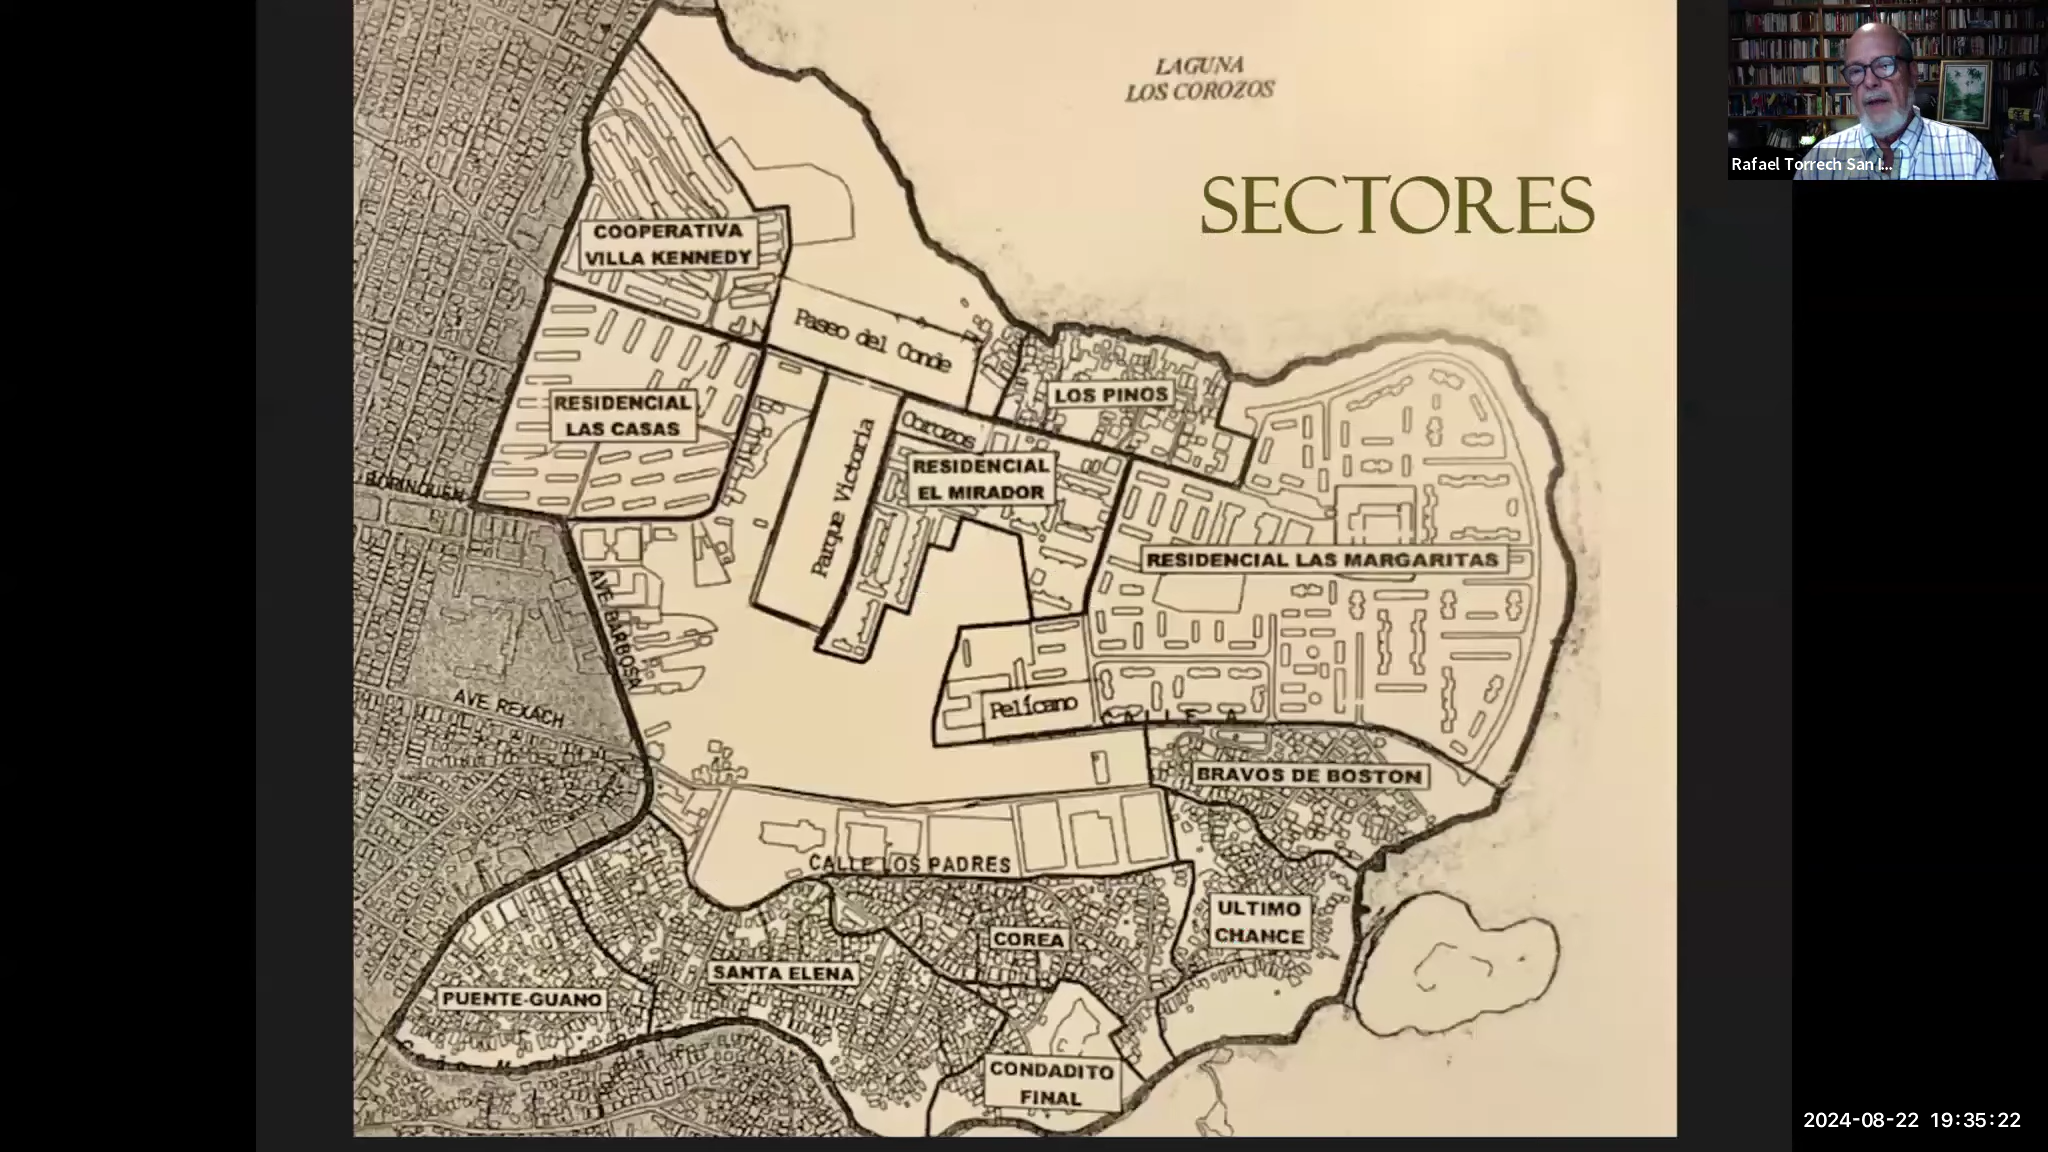 LAGUNA
LOS COROZOS
SECTORES
Rafael Torrech San I...
COOPERATIVA
VILLA KENNEDY
Paseo del Conde
LOS PINOS
RESIDENCIAL
LAS CASAS
Parque Victoria
Corozos
RESIDENCIAL
EL MIRADOR
BORINQUEN
RESIDENCIAL LAS MARGARITAS
AVE BARBOSA
AVE REXACH
Pelícano
CALLE A
BRAVOS DE BOSTON
CALLE LOS PADRES
ULTIMO
CHANCE
COREA
SANTA ELENA
PUENTE-GUANO
CONDADITO
FINAL
2024-08-22 19:35:22